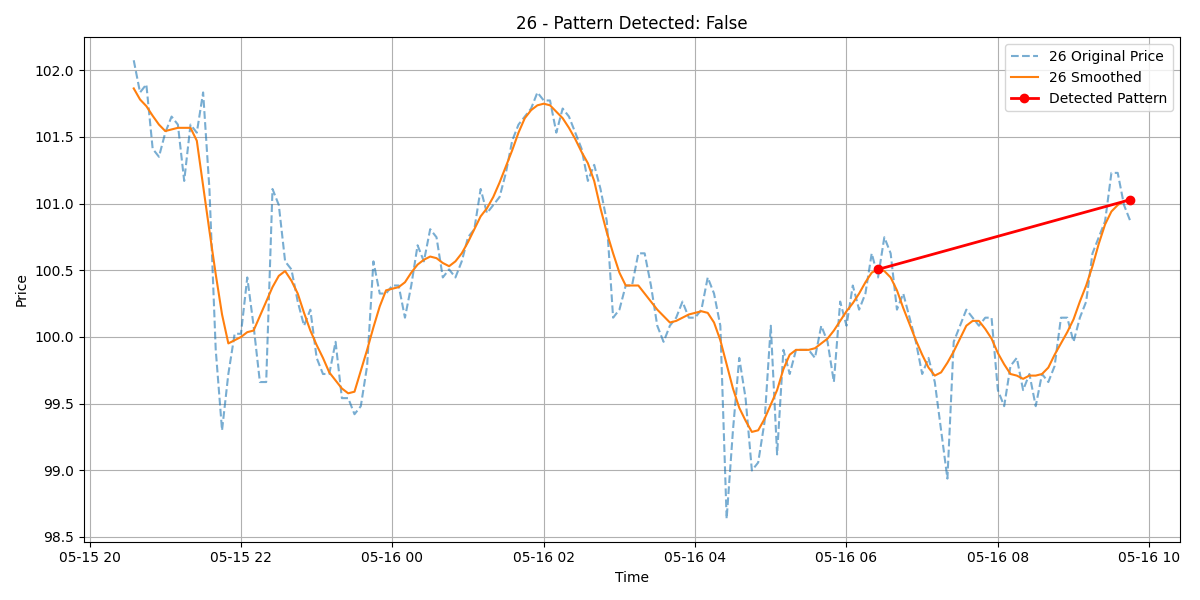 26 - Pattern Detected: False
26 Original Price
26 Smoothed
Detected Pattern
Price
102.0
101.5
101.0
100.5
100.0
99.5
99.0
98.5
05-15 20
05-15 22
05-16 00
05-16 02
05-16 04
05-16 06
05-16 08
05-16 10
Time